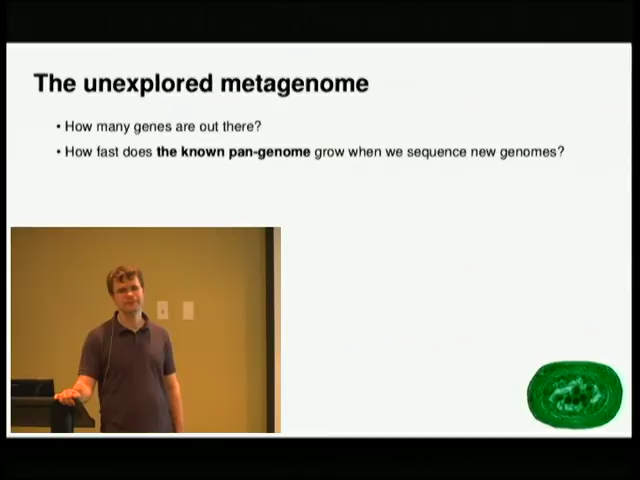 The unexplored metagenome
• How many genes are out there?
• How fast does the known pan-genome grow when we sequence new genomes?